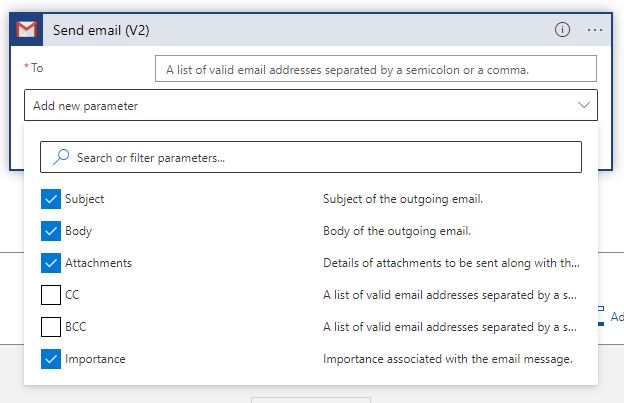 Send email (V2)
* To
A list of valid email addresses separated by a semicolon or a comma.
Add new parameter
Search or filter parameters...
Subject Subject of the outgoing email.
Body Body of the outgoing email.
Attachments Details of attachments to be sent along with th...
CC A list of valid email addresses separated by a s...
BCC A list of valid email addresses separated by a s...
Importance Importance associated with the email message.
Ad